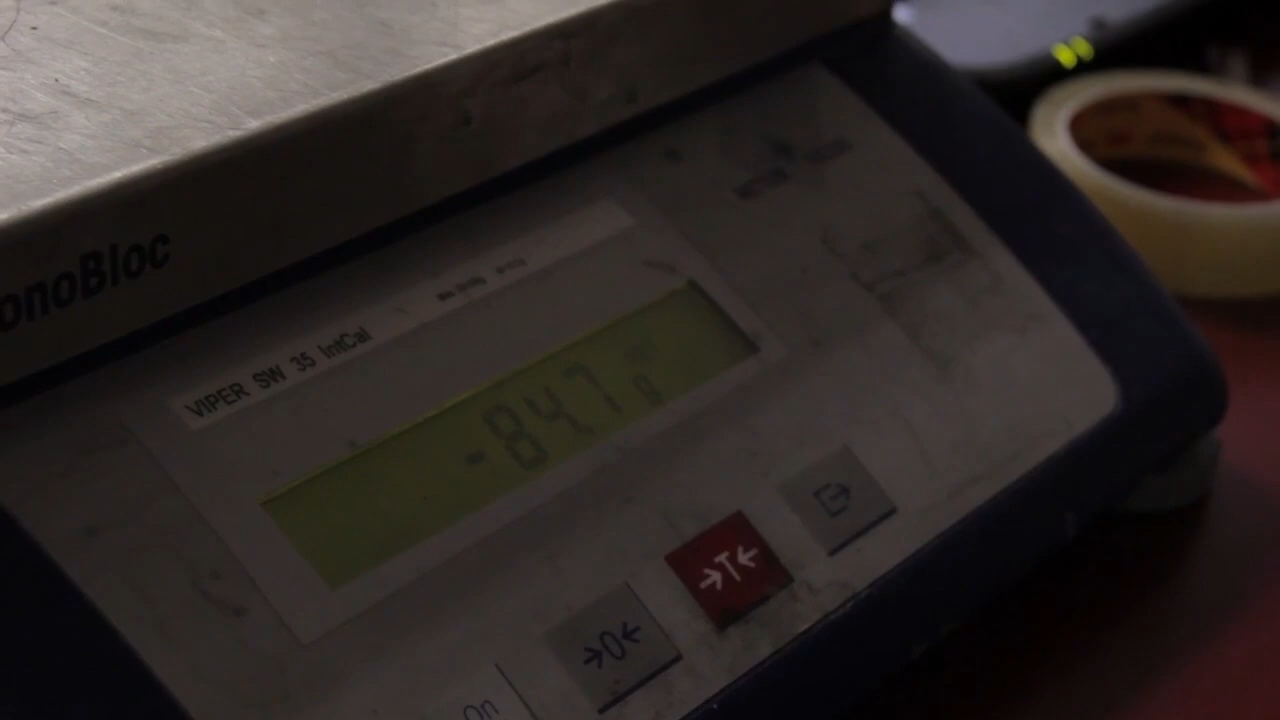 onoBloc
VIPER SW 35 IntCal
-847 g
→T←
→0←
On